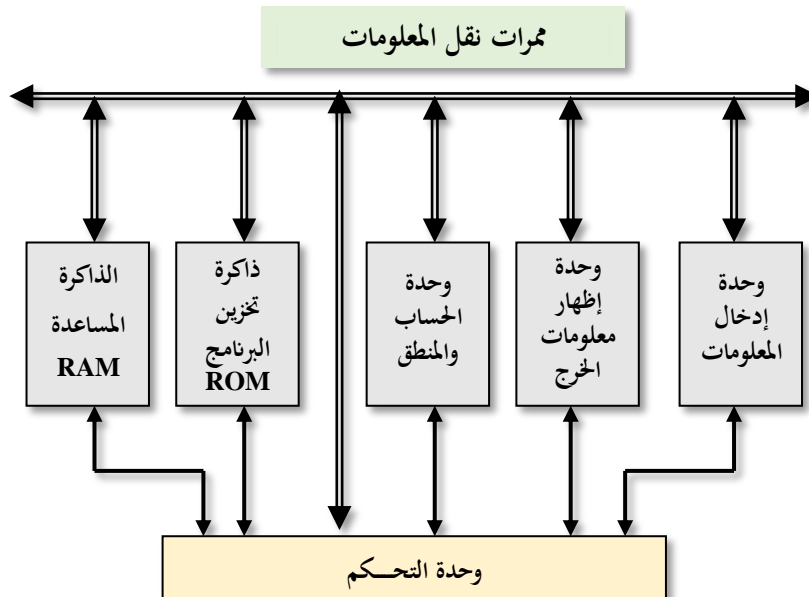 ممرات نقل المعلومات
وحدة
إدخال
المعلومات
وحدة
إظهار
معلومات
الخرج
وحدة
الحساب
والمنطق
ذاكرة
تخزين
البرنامج
ROM
الذاكرة
المساعدة
RAM
وحدة التحـــكم